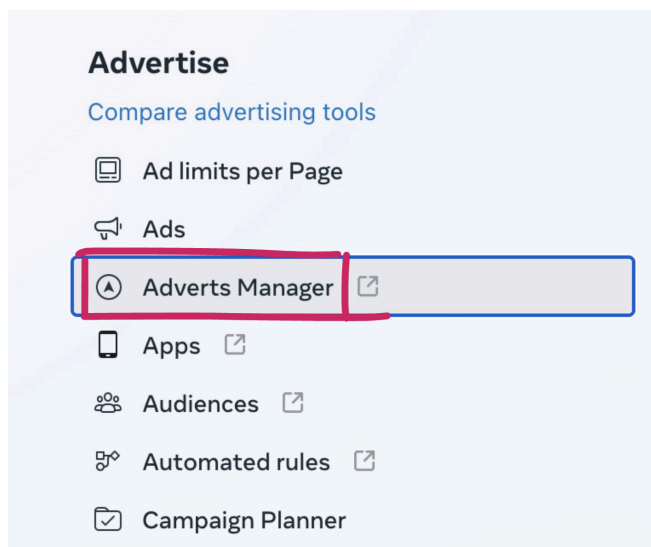 Advertise
Compare advertising tools
Ad limits per Page
Ads
Adverts Manager
Apps
Audiences
Automated rules
Campaign Planner